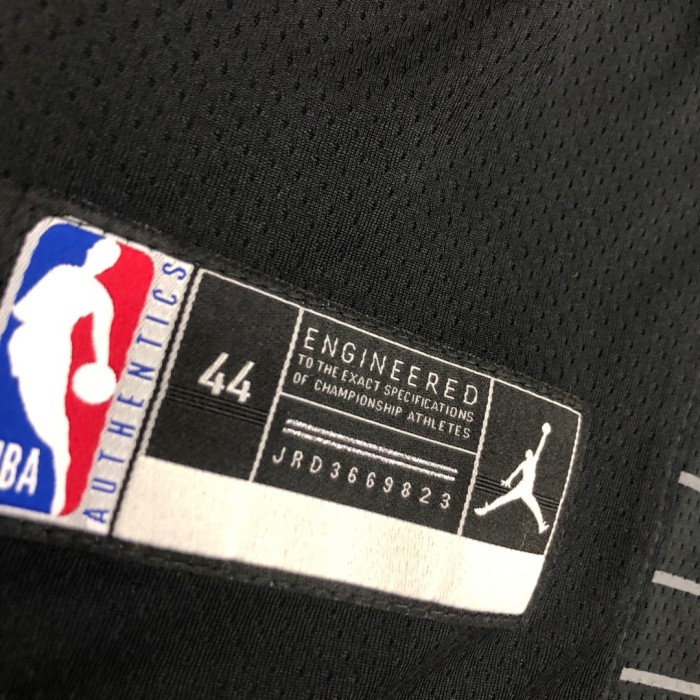 NBA
AUTHENTICS
44
ENGINEERED
TO THE EXACT SPECIFICATIONS
OF CHAMPIONSHIP ATHLETES
JRD3669823